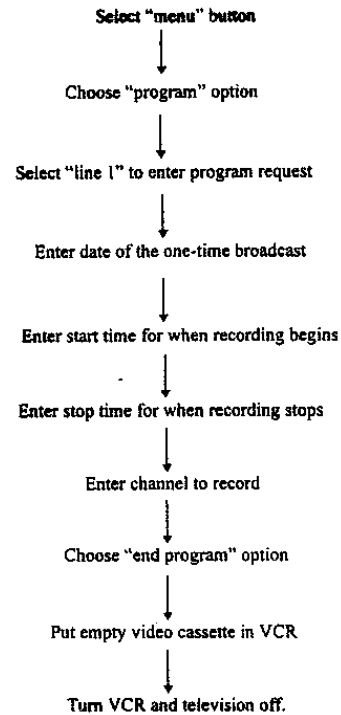 Select “menu” button
Choose “program” option
Select “line 1” to enter program request
Enter date of the one-time broadcast
Enter start time for when recording begins
Enter stop time for when recording stops
Enter channel to record
Choose “end program” option
Put empty video cassette in VCR
Turn VCR and television off.